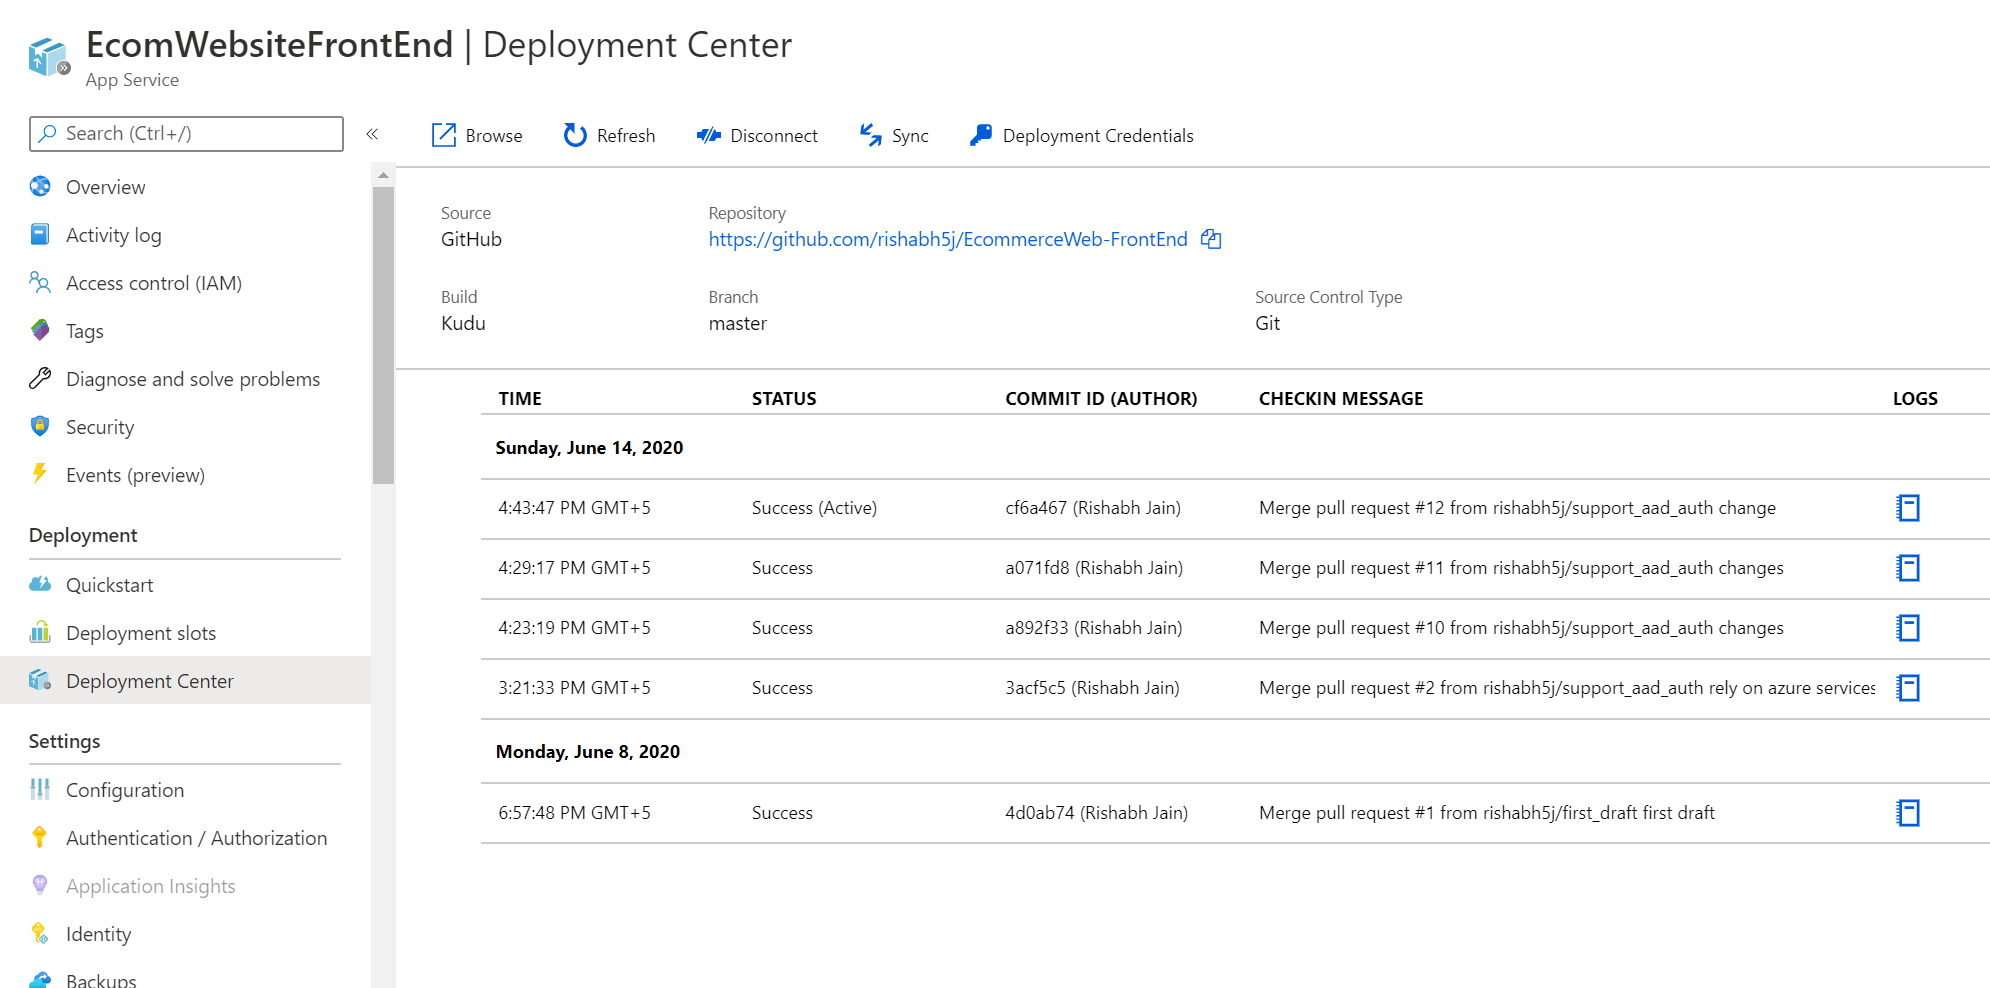 EcomWebsiteFrontEnd | Deployment Center
App Service
Search (Ctrl+/)
«
Overview
Activity log
Access control (IAM)
Tags
Diagnose and solve problems
Security
Events (preview)
Deployment
Quickstart
Deployment slots
Deployment Center
Settings
Configuration
Authentication / Authorization
Application Insights
Identity
Backups
Browse Refresh Disconnect Sync Deployment Credentials
Source Repository
GitHub https://github.com/rishabh5j/EcommerceWeb-FrontEnd
Build Branch Source Control Type
Kudu master Git
TIME STATUS COMMIT ID (AUTHOR) CHECKIN MESSAGE LOGS
Sunday, June 14, 2020
4:43:47 PM GMT+5 Success (Active) cf6a467 (Rishabh Jain) Merge pull request #12 from rishabh5j/support_aad_auth change
4:29:17 PM GMT+5 Success a071fd8 (Rishabh Jain) Merge pull request #11 from rishabh5j/support_aad_auth changes
4:23:19 PM GMT+5 Success a892f33 (Rishabh Jain) Merge pull request #10 from rishabh5j/support_aad_auth changes
3:21:33 PM GMT+5 Success 3acf5c5 (Rishabh Jain) Merge pull request #2 from rishabh5j/support_aad_auth rely on azure services
Monday, June 8, 2020
6:57:48 PM GMT+5 Success 4d0ab74 (Rishabh Jain) Merge pull request #1 from rishabh5j/first_draft first draft